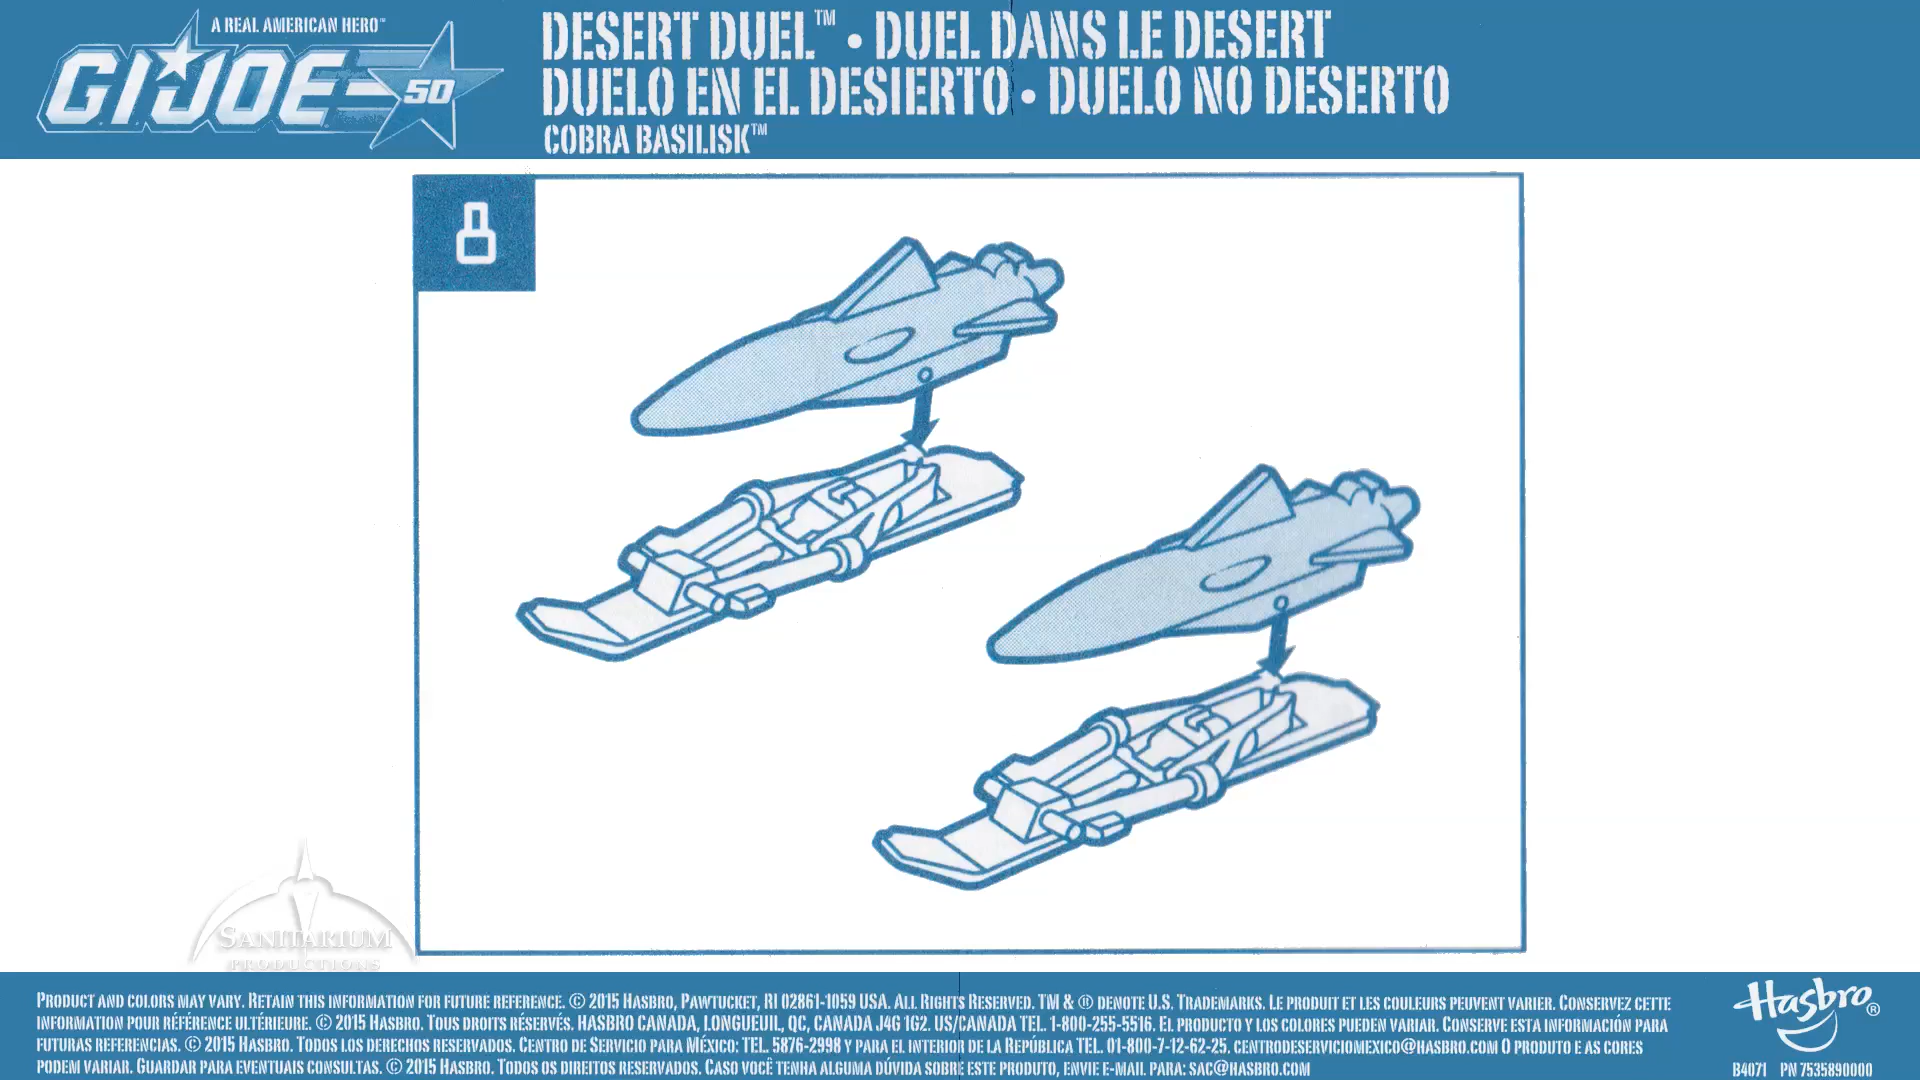 A REAL AMERICAN HERO™
G.I. JOE 50
DESERT DUEL™ • DUEL DANS LE DESERT
DUELO EN EL DESIERTO • DUELO NO DESERTO
COBRA BASILISK™
8
SANITARIUM
PRODUCTIONS
PRODUCT AND COLORS MAY VARY. RETAIN THIS INFORMATION FOR FUTURE REFERENCE. © 2015 HASBRO, PAWTUCKET, RI 02861-1059 USA. ALL RIGHTS RESERVED. TM & ® DENOTE U.S. TRADEMARKS. LE PRODUIT ET LES COULEURS PEUVENT VARIER. CONSERVEZ CETTE
INFORMATION POUR RÉFÉRENCE ULTÉRIEURE. © 2015 HASBRO. TOUS DROITS RÉSERVÉS. HASBRO CANADA, LONGUEUIL, QC, CANADA J4G 1G2. US/CANADA TEL. 1-800-255-5516. EL PRODUCTO Y LOS COLORES PUEDEN VARIAR. CONSERVE ESTA INFORMACIÓN PARA
FUTURAS REFERENCIAS. © 2015 HASBRO. TODOS LOS DERECHOS RESERVADOS. CENTRO DE SERVICIO PARA MÉXICO: TEL. 5876-2998 Y PARA EL INTERIOR DE LA REPÚBLICA TEL. 01-800-7-12-62-25. CENTRODESERVICIOMEXICO@HASBRO.COM O PRODUTO E AS CORES
PODEM VARIAR. GUARDAR PARA EVENTUAIS CONSULTAS. © 2015 HASBRO. TODOS OS DIREITOS RESERVADOS. CASO VOCÊ TENHA ALGUMA DÚVIDA SOBRE ESTE PRODUTO, ENVIE E-MAIL PARA: SAC@HASBRO.COM
Hasbro®
B4071 PN 7535890000